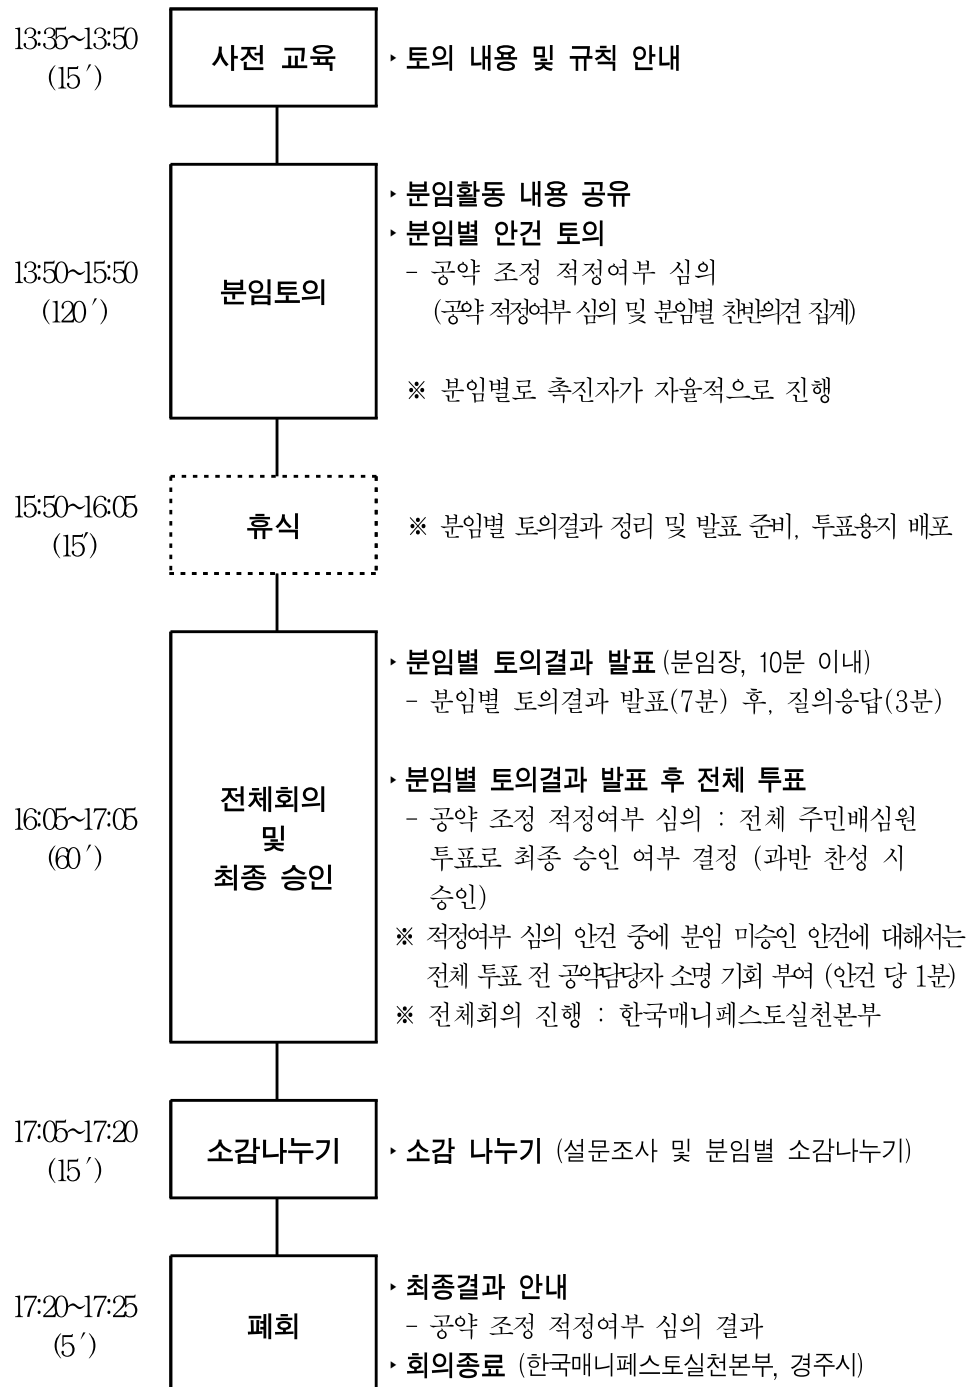 13:35~13:50
(15´)
사전 교육
‣ 토의 내용 및 규칙 안내
13:50~15:50
(120´)
분임토의
‣ 분임활동 내용 공유
‣ 분임별 안건 토의
- 공약 조정 적정여부 심의
(공약 적정여부 심의 및 분임별 찬반의견 집계)
※ 분임별로 촉진자가 자율적으로 진행
15:50~16:05
(15′)
휴식
※ 분임별 토의결과 정리 및 발표 준비, 투표용지 배포
16:05~17:05
(60´)
전체회의
및
최종 승인
‣ 분임별 토의결과 발표 (분임장, 10분 이내)
- 분임별 토의결과 발표(7분) 후, 질의응답(3분)
‣ 분임별 토의결과 발표 후 전체 투표
- 공약 조정 적정여부 심의 : 전체 주민배심원
투표로 최종 승인 여부 결정 (과반 찬성 시
승인)
※ 적정여부 심의 안건 중에 분임 미승인 안건에 대해서는
전체 투표 전 공약담당자 소명 기회 부여 (안건 당 1분)
※ 전체회의 진행 : 한국매니페스토실천본부
17:05~17:20
(15´)
소감나누기
‣ 소감 나누기 (설문조사 및 분임별 소감나누기)
17:20~17:25
(5´)
폐회
‣ 최종결과 안내
- 공약 조정 적정여부 심의 결과
‣ 회의종료 (한국매니페스토실천본부, 경주시)